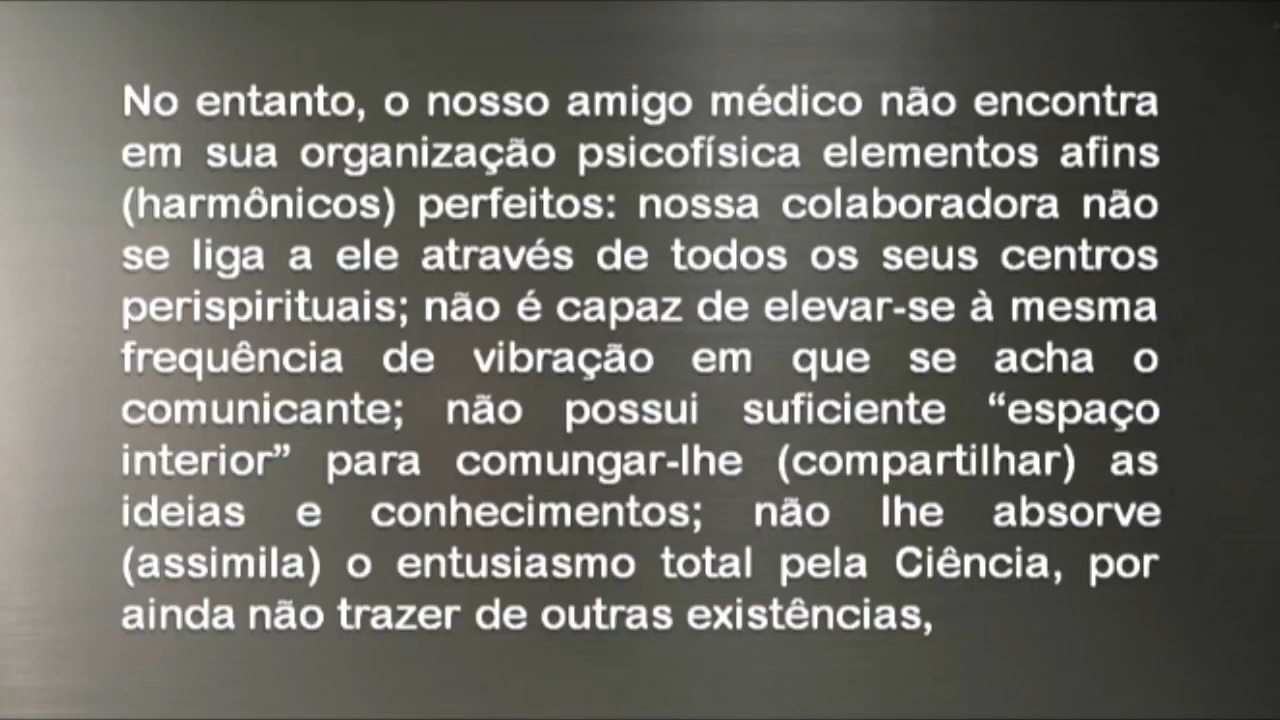 No entanto, o nosso amigo médico não encontra
em sua organização psicofísica elementos afins
(harmônicos) perfeitos: nossa colaboradora não
se liga a ele através de todos os seus centros
perispirituais; não é capaz de elevar-se à mesma
frequência de vibração em que se acha o
comunicante; não possui suficiente “espaço
interior” para comungar-lhe (compartilhar) as
ideias e conhecimentos; não lhe absorve
(assimila) o entusiasmo total pela Ciência, por
ainda não trazer de outras existências,